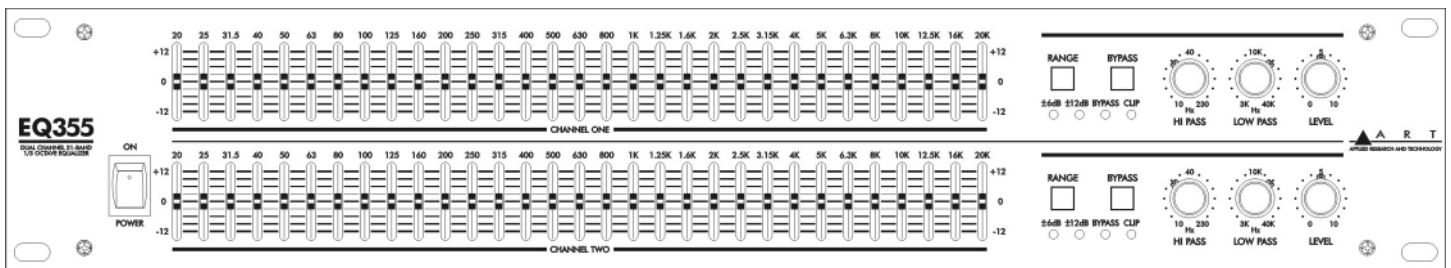 20 25 31.5 40 50 63 80 100 125 160 200 250 315 400 500 630 800 1K 1.25K 1.6K 2K 2.5K 3.15K 4K 5K 6.3K 8K 10K 12.5K 16K 20K
+12 +12
0 0
-12 -12
CHANNEL ONE
RANGE BYPASS
±6dB ±12dB BYPASS CLIP
40 10K 5
10 Hz 230 3K Hz 40K 0 10
HI PASS LOW PASS LEVEL
EQ355
DUAL CHANNEL 31-BAND
1/3 OCTAVE EQUALIZER
ON
POWER
ART
APPLIED RESEARCH AND TECHNOLOGY
20 25 31.5 40 50 63 80 100 125 160 200 250 315 400 500 630 800 1K 1.25K 1.6K 2K 2.5K 3.15K 4K 5K 6.3K 8K 10K 12.5K 16K 20K
+12 +12
0 0
-12 -12
CHANNEL TWO
RANGE BYPASS
±6dB ±12dB BYPASS CLIP
40 10K 5
10 Hz 230 3K Hz 40K 0 10
HI PASS LOW PASS LEVEL